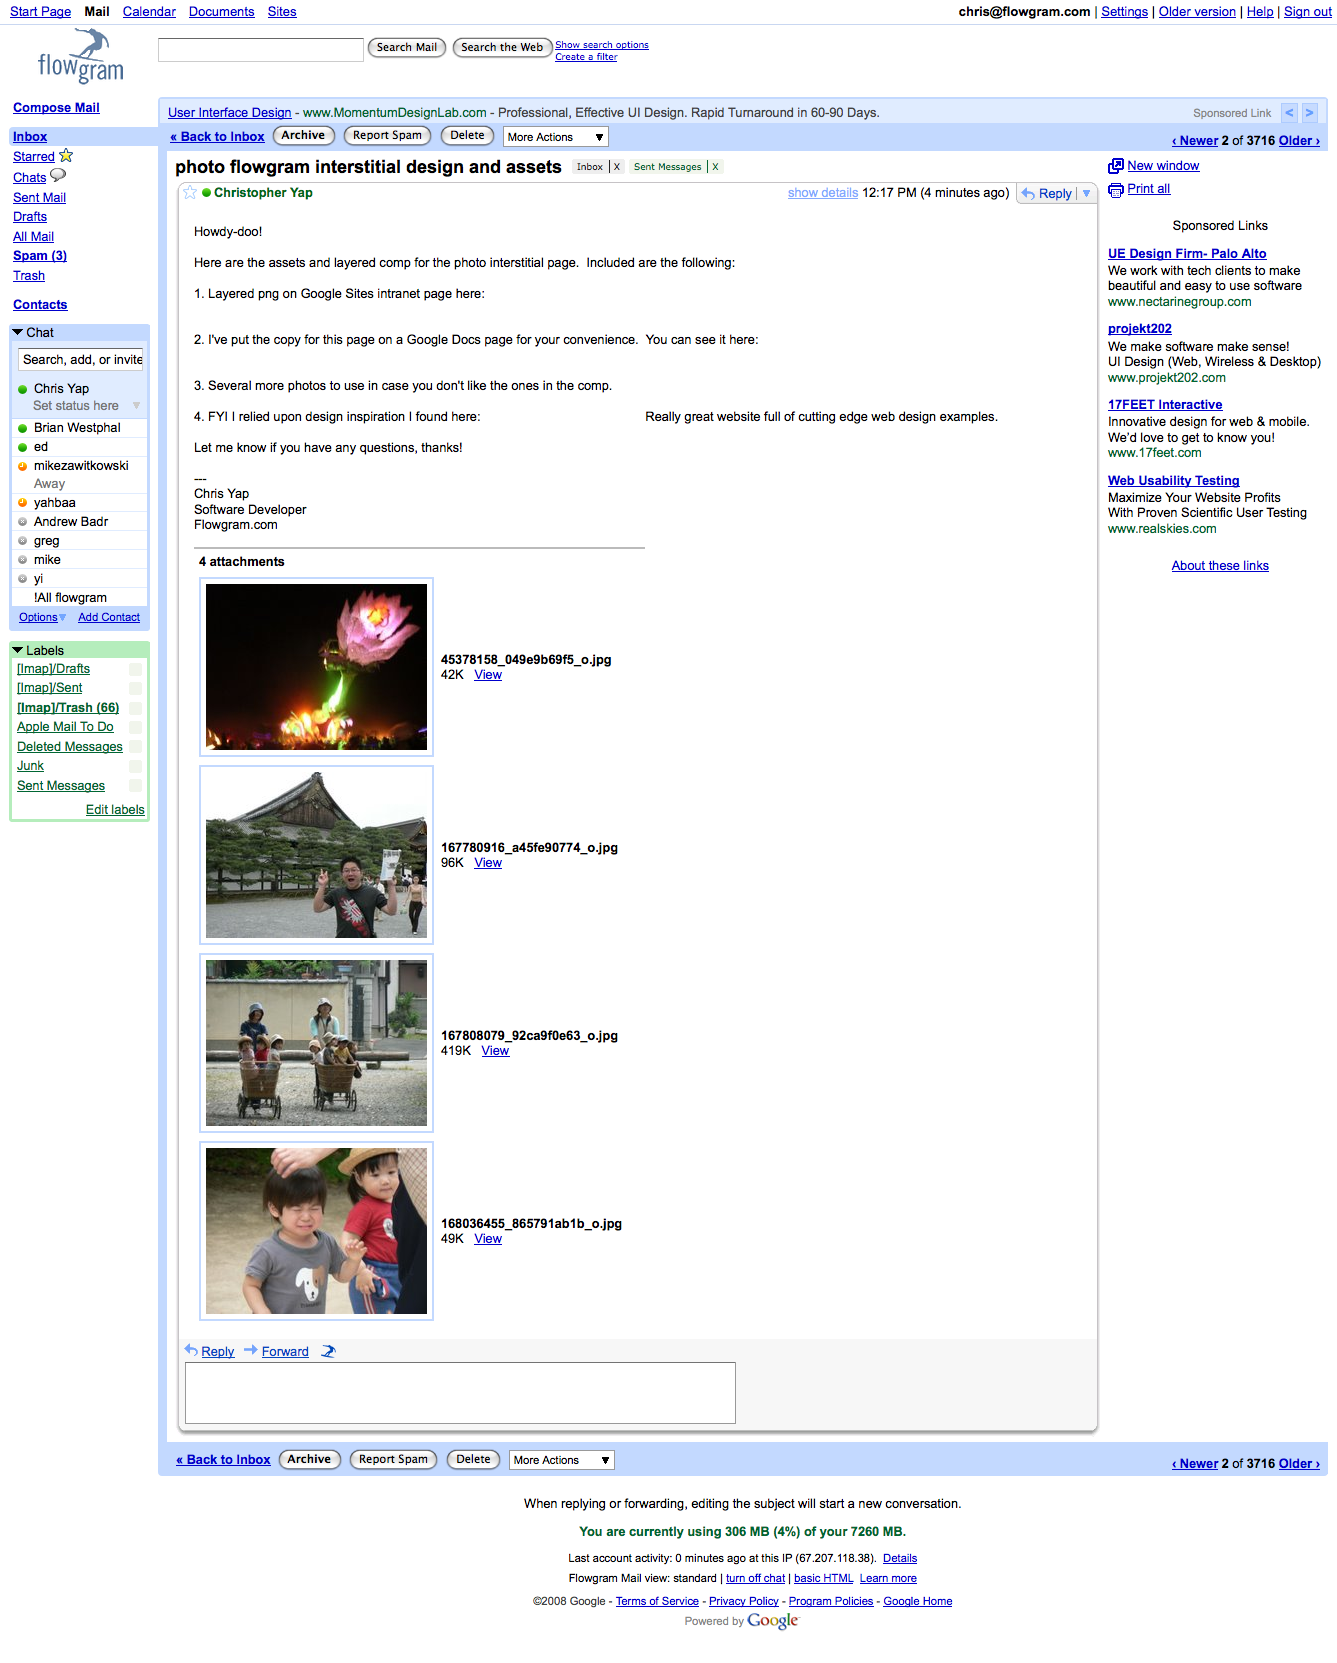 Start Page Mail Calendar Documents Sites
chris@flowgram.com | Settings | Older version | Help | Sign out
flowgram
Search Mail Search the Web Show search options
Create a filter
Compose Mail
Inbox
Starred
Chats
Sent Mail
Drafts
All Mail
Spam (3)
Trash
Contacts
Chat
Search, add, or invite
Chris Yap
Set status here
Brian Westphal
ed
mikezawitkowski
Away
yahbaa
Andrew Badr
greg
mike
yi
!All flowgram
Options Add Contact
Labels
[Imap]/Drafts
[Imap]/Sent
[Imap]/Trash (66)
Apple Mail To Do
Deleted Messages
Junk
Sent Messages
Edit labels
User Interface Design - www.MomentumDesignLab.com - Professional, Effective UI Design. Rapid Turnaround in 60-90 Days. Sponsored Link < >
« Back to Inbox Archive Report Spam Delete More Actions ‹ Newer 2 of 3716 Older ›
photo flowgram interstitial design and assets Inbox | X Sent Messages | X
Christopher Yap show details 12:17 PM (4 minutes ago) Reply
Howdy-doo!
Here are the assets and layered comp for the photo interstitial page. Included are the following:
1. Layered png on Google Sites intranet page here:
2. I've put the copy for this page on a Google Docs page for your convenience. You can see it here:
3. Several more photos to use in case you don't like the ones in the comp.
4. FYI I relied upon design inspiration I found here: Really great website full of cutting edge web design examples.
Let me know if you have any questions, thanks!
---
Chris Yap
Software Developer
Flowgram.com
4 attachments
45378158_049e9b69f5_o.jpg
42K View
167780916_a45fe90774_o.jpg
96K View
167808079_92ca9f0e63_o.jpg
419K View
168036455_865791ab1b_o.jpg
49K View
Reply Forward
New window
Print all
Sponsored Links
UE Design Firm- Palo Alto
We work with tech clients to make
beautiful and easy to use software
www.nectarinegroup.com
projekt202
We make software make sense!
UI Design (Web, Wireless & Desktop)
www.projekt202.com
17FEET Interactive
Innovative design for web & mobile.
We'd love to get to know you!
www.17feet.com
Web Usability Testing
Maximize Your Website Profits
With Proven Scientific User Testing
www.realskies.com
About these links
« Back to Inbox Archive Report Spam Delete More Actions ‹ Newer 2 of 3716 Older ›
When replying or forwarding, editing the subject will start a new conversation.
You are currently using 306 MB (4%) of your 7260 MB.
Last account activity: 0 minutes ago at this IP (67.207.118.38). Details
Flowgram Mail view: standard | turn off chat | basic HTML Learn more
©2008 Google - Terms of Service - Privacy Policy - Program Policies - Google Home
Powered by Google